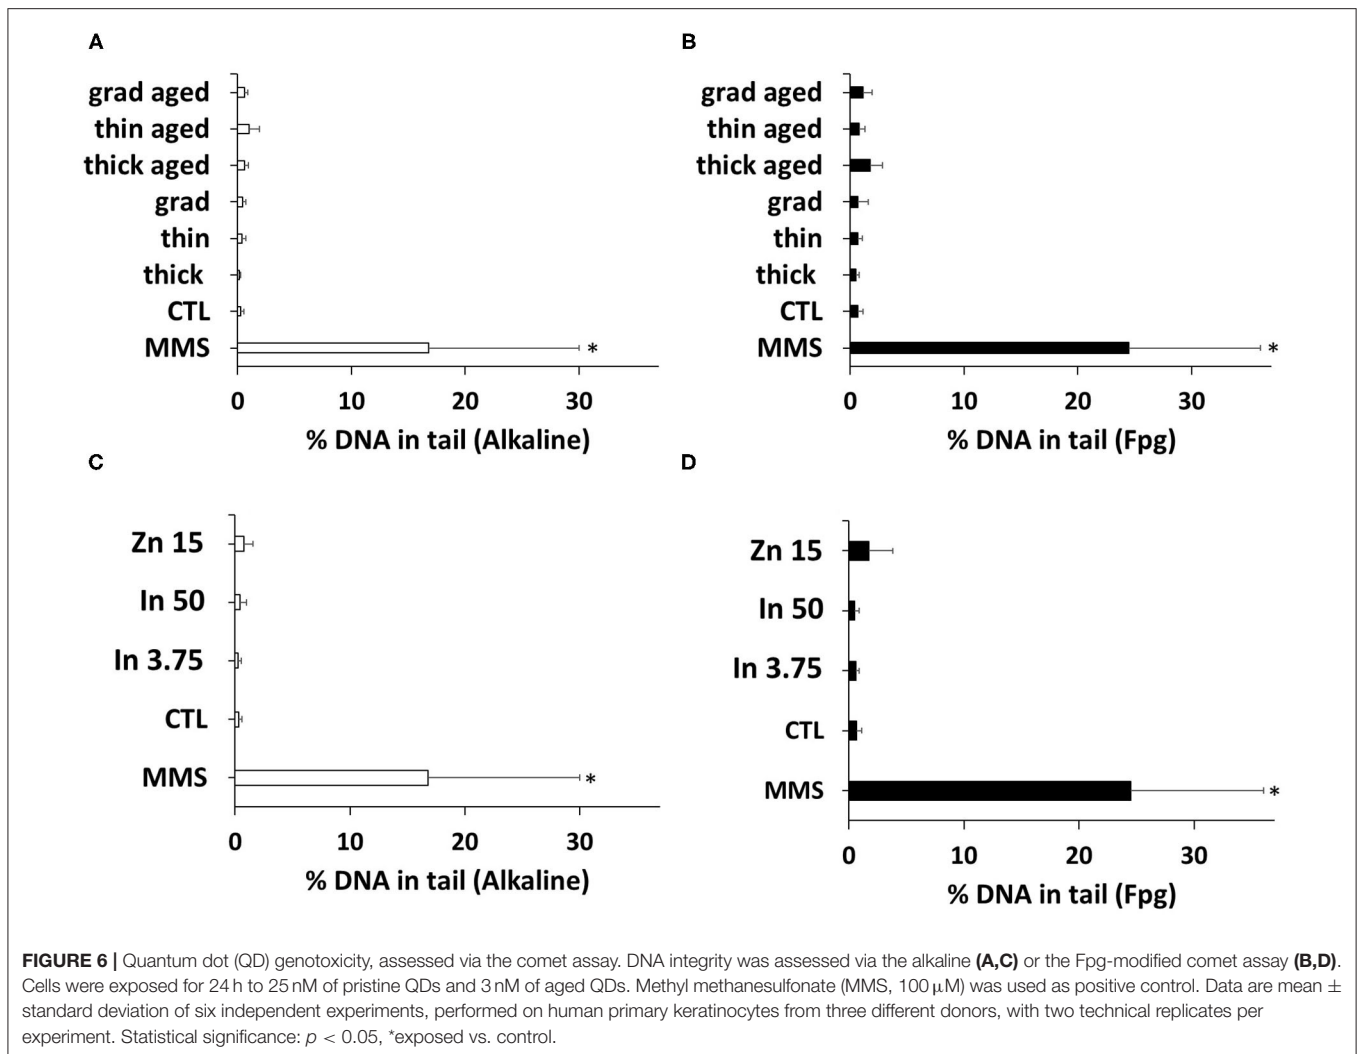 A
grad aged
thin aged
thick aged
grad
thin
thick
CTL
MMS
*
0 10 20 30
% DNA in tail (Alkaline)
B
grad aged
thin aged
thick aged
grad
thin
thick
CTL
MMS
*
0 10 20 30
% DNA in tail (Fpg)
C
Zn 15
In 50
In 3.75
CTL
MMS
*
0 10 20 30
% DNA in tail (Alkaline)
D
Zn 15
In 50
In 3.75
CTL
MMS
*
0 10 20 30
% DNA in tail (Fpg)
FIGURE 6 | Quantum dot (QD) genotoxicity, assessed via the comet assay. DNA integrity was assessed via the alkaline (A,C) or the Fpg-modified comet assay (B,D).
Cells were exposed for 24 h to 25 nM of pristine QDs and 3 nM of aged QDs. Methyl methanesulfonate (MMS, 100 μM) was used as positive control. Data are mean ±
standard deviation of six independent experiments, performed on human primary keratinocytes from three different donors, with two technical replicates per
experiment. Statistical significance: p < 0.05, *exposed vs. control.